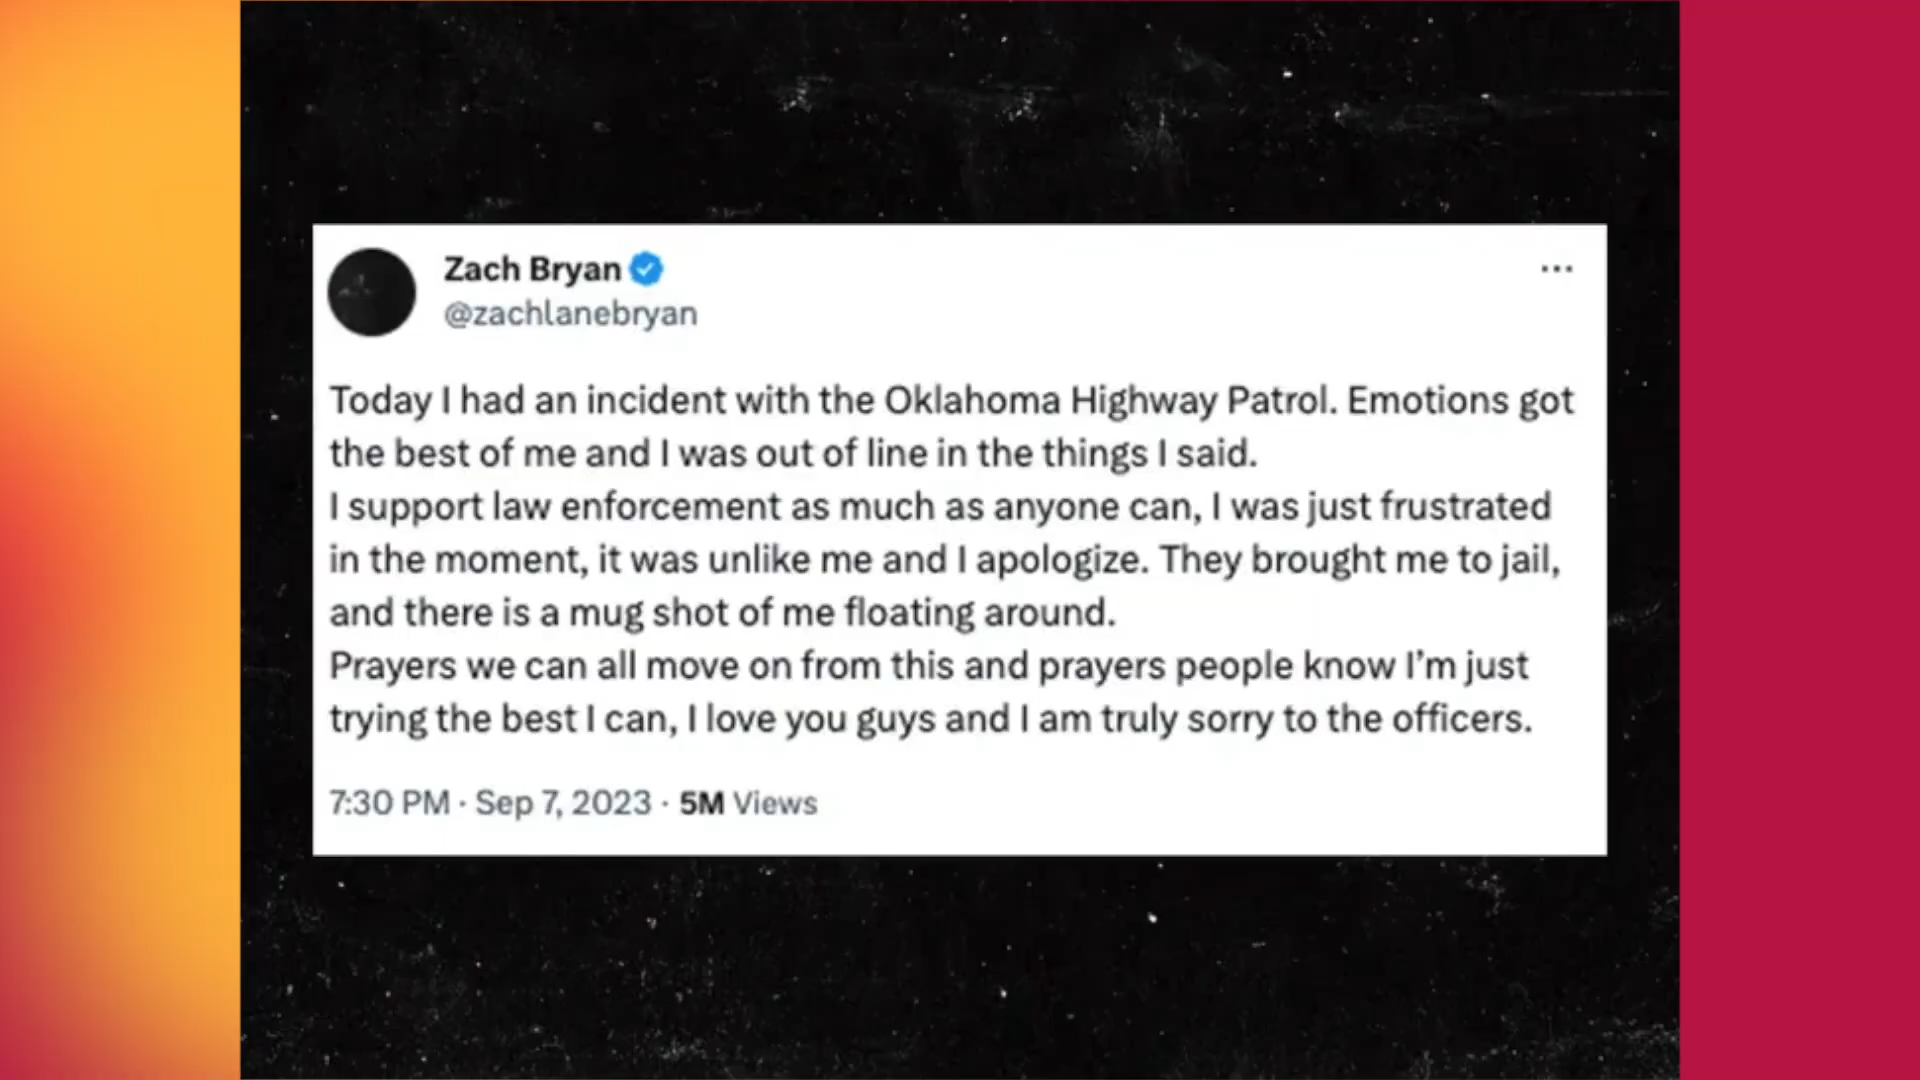 Zach Bryan
@zachlanebryan
Today I had an incident with the Oklahoma Highway Patrol. Emotions got
the best of me and I was out of line in the things I said.
I support law enforcement as much as anyone can, I was just frustrated
in the moment, it was unlike me and I apologize. They brought me to jail,
and there is a mug shot of me floating around.
Prayers we can all move on from this and prayers people know I’m just
trying the best I can, I love you guys and I am truly sorry to the officers.
7:30 PM · Sep 7, 2023 · 5M Views